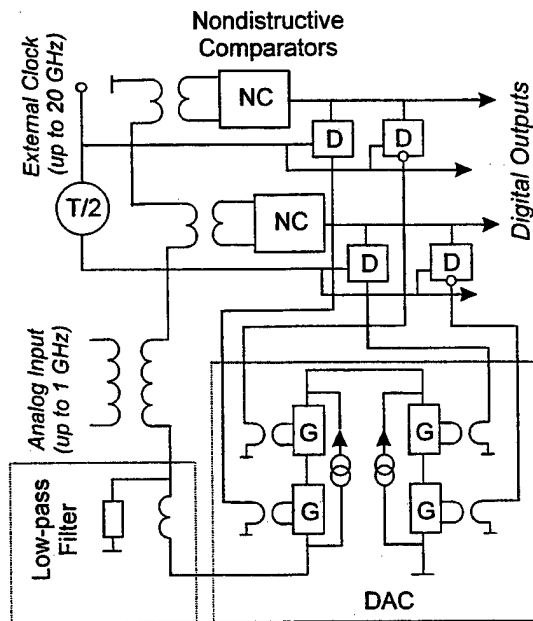 Nondistructive
Comparators
External Clock
(up to 20 GHz)
NC
D
D
T/2
NC
D
D
Digital Outputs
Analog Input
(up to 1 GHz)
G
G
G
G
Low-pass
Filter
DAC